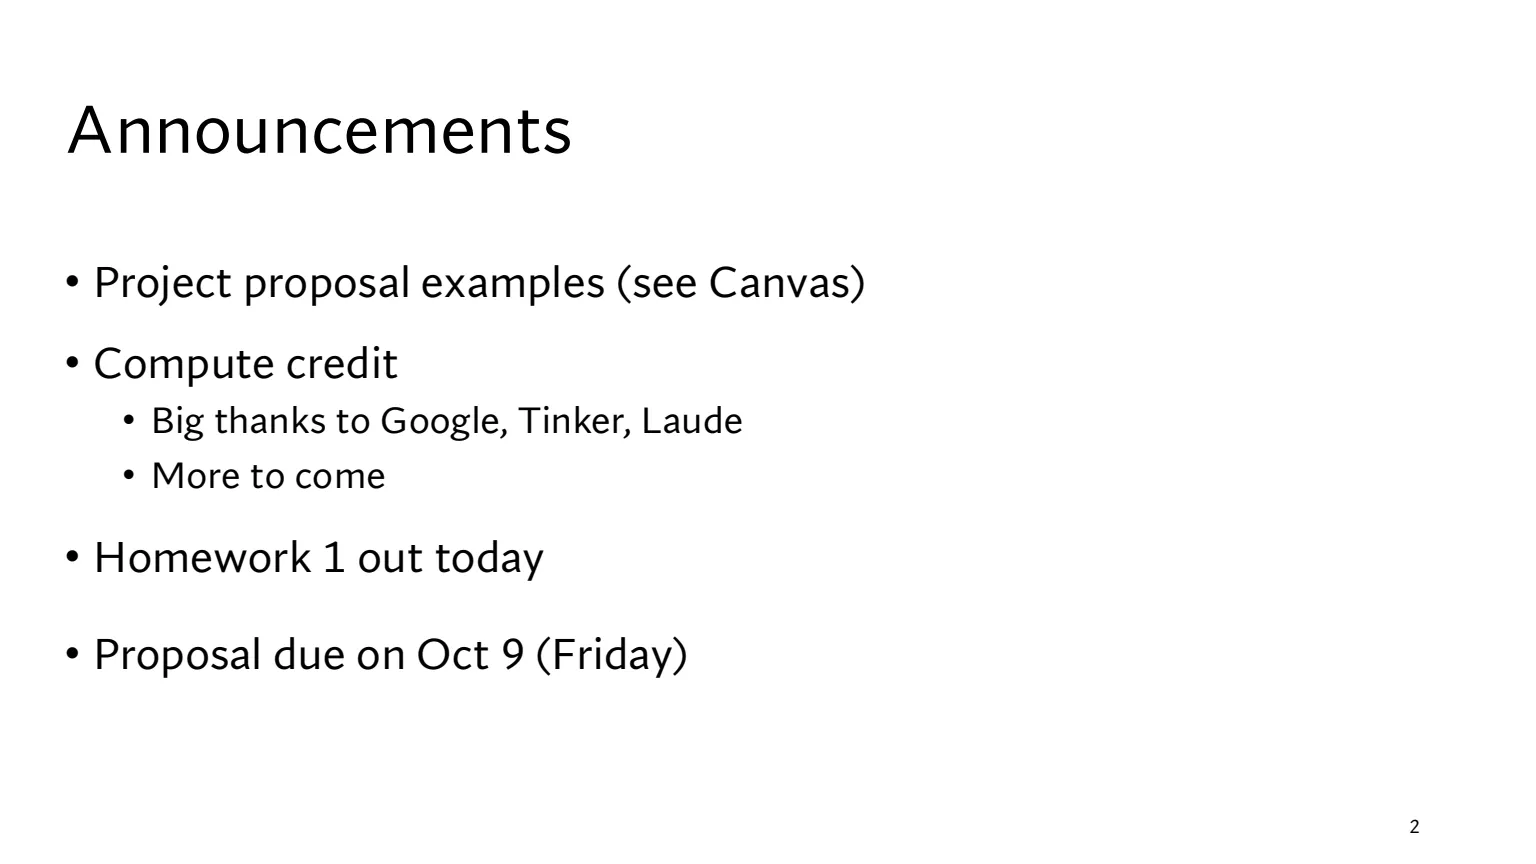 Announcements
• Project proposal examples (see Canvas)
• Compute credit
• Big thanks to Google, Tinker, Laude
• More to come
• Homework 1 out today
• Proposal due on Oct 9 (Friday)
2